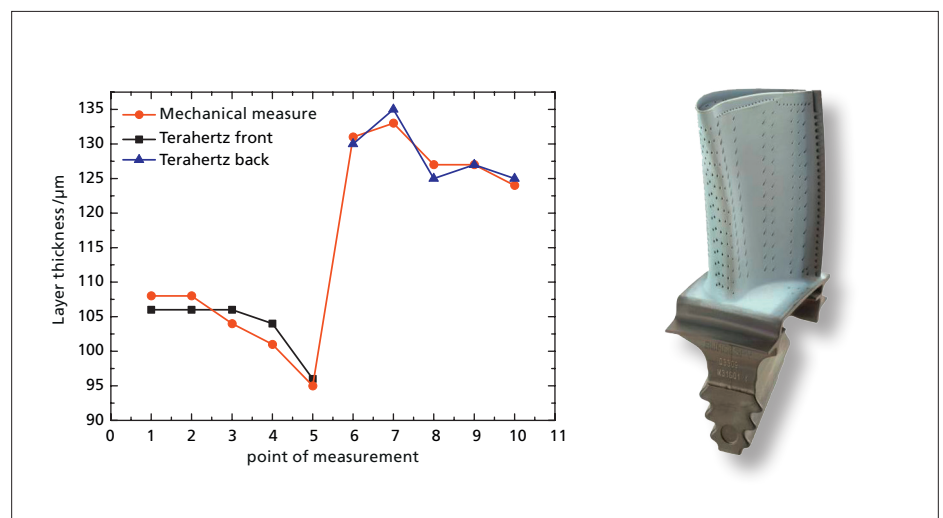 135
130
125
120
115
110
105
100
95
90
Layer thickness /µm
Mechanical measure
Terahertz front
Terahertz back
0 1 2 3 4 5 6 7 8 9 10 11
point of measurement